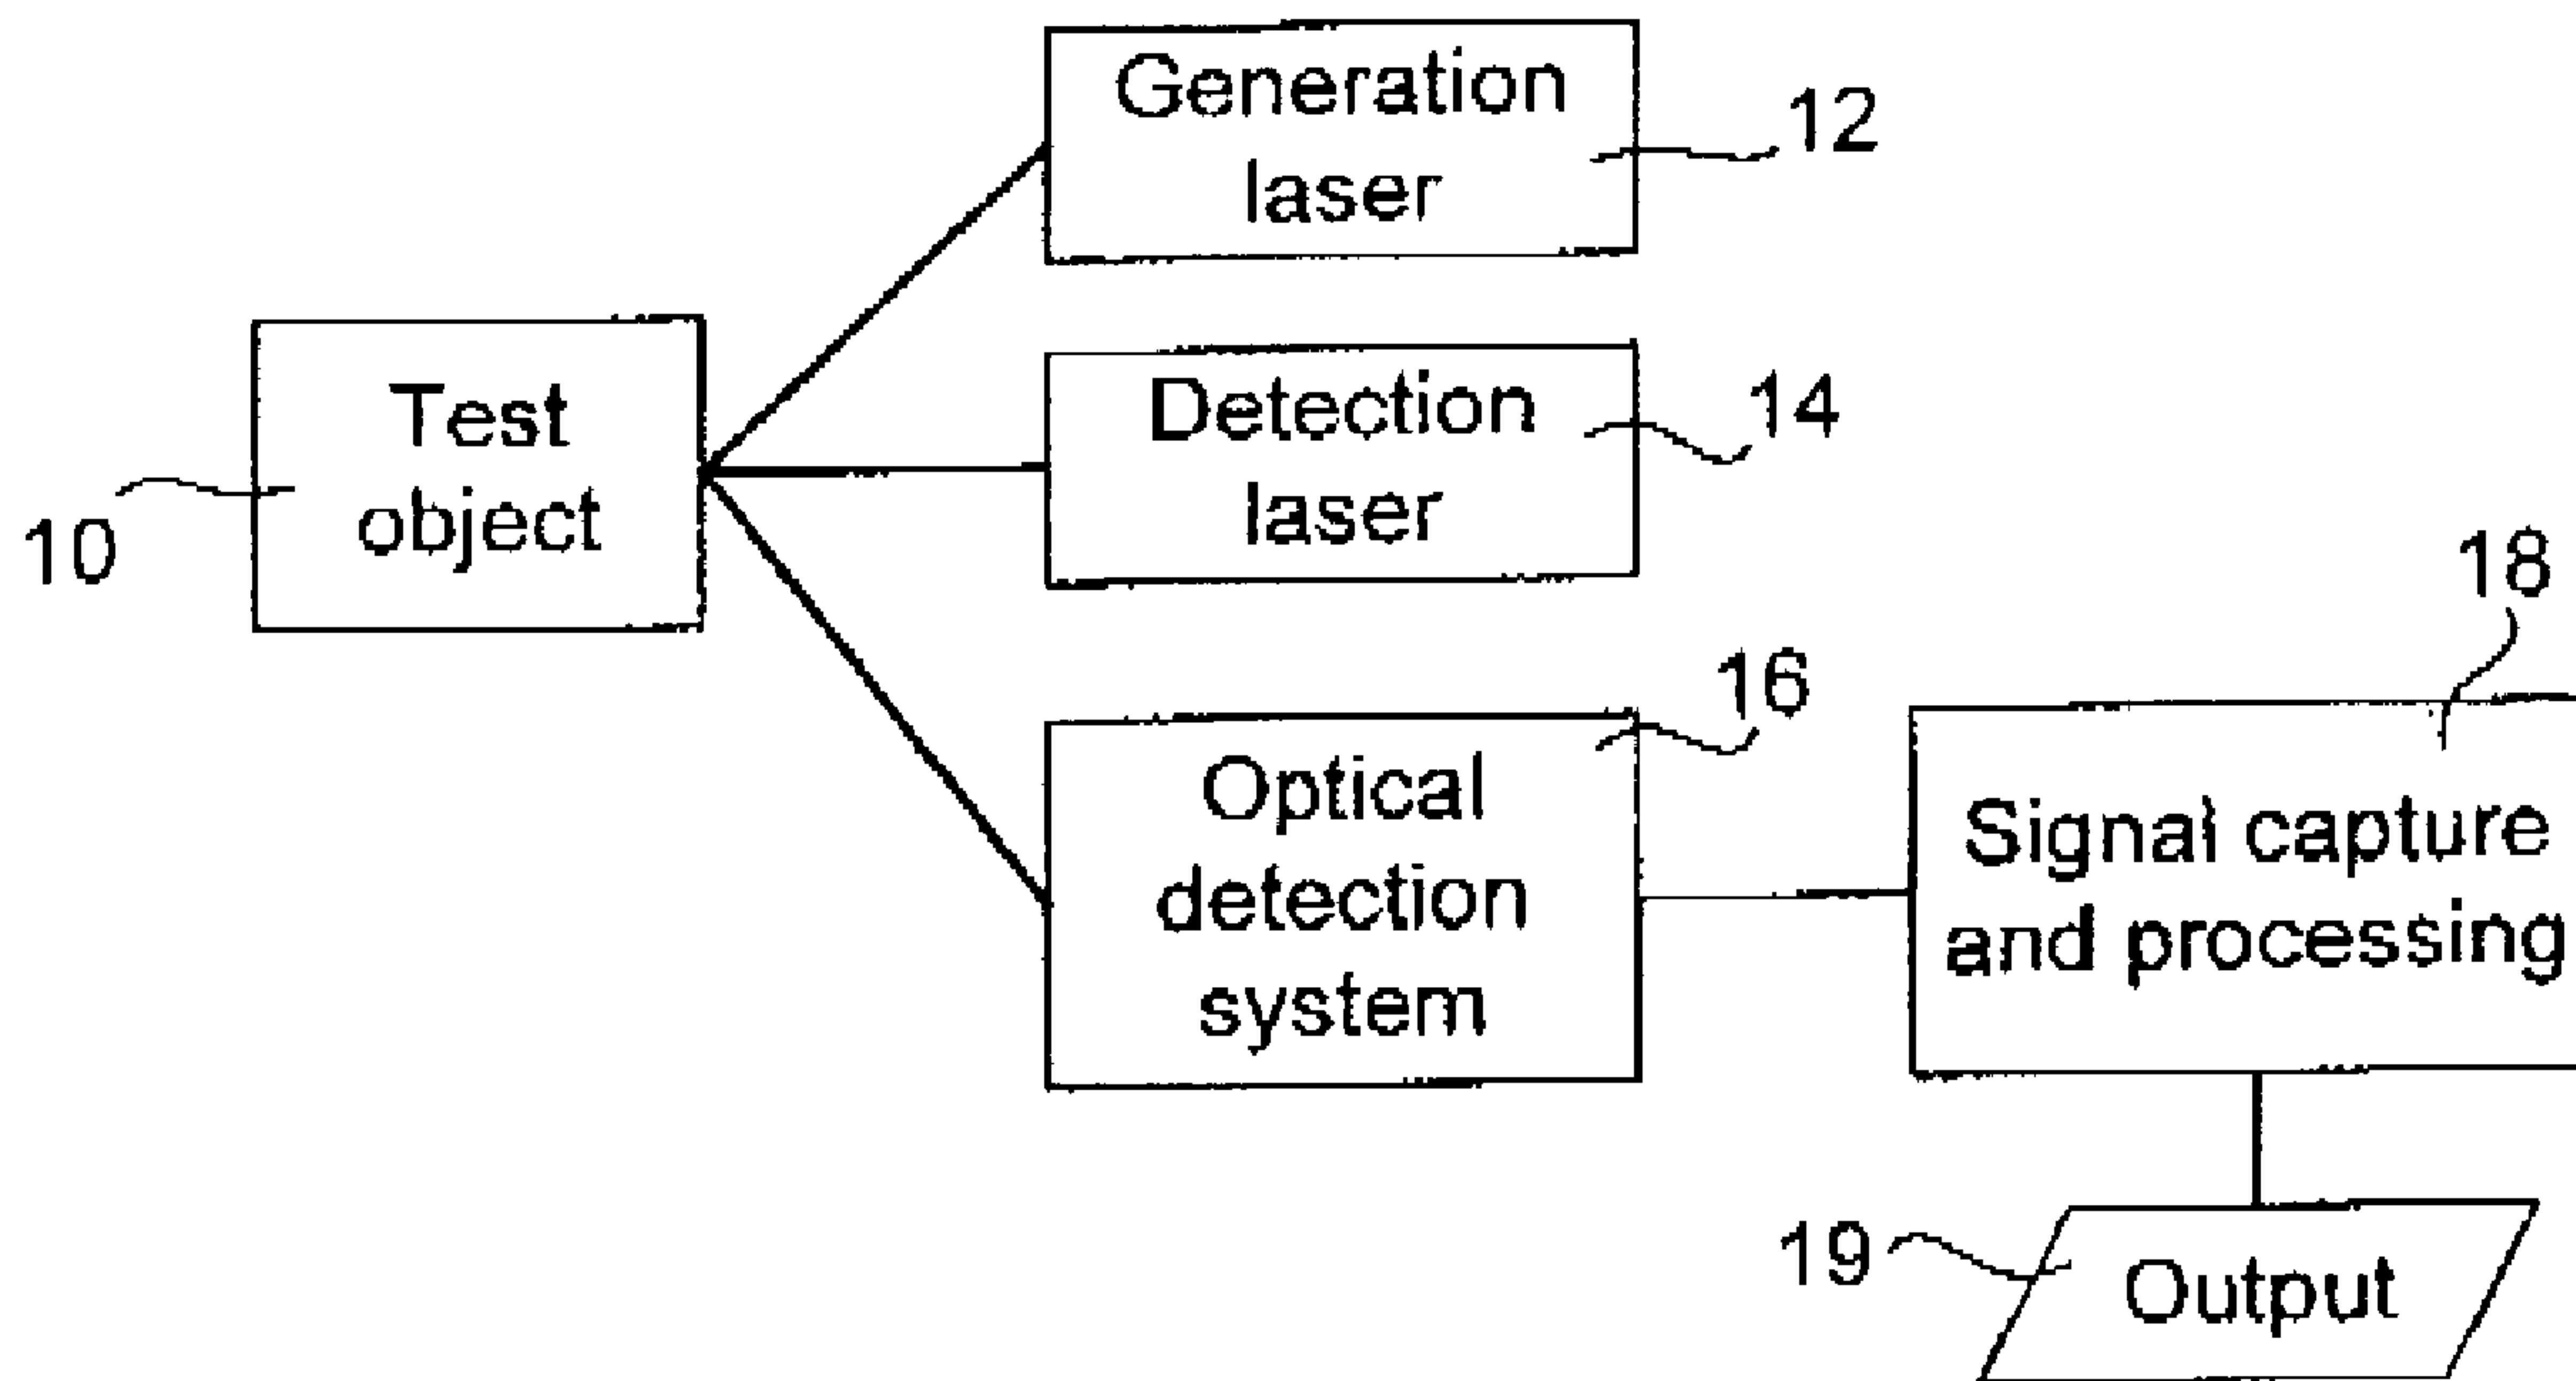 Generation
laser
12
Test
object
10
Detection
laser
14
Optical
detection
system
16
Signal capture
and processing
18
Output
19